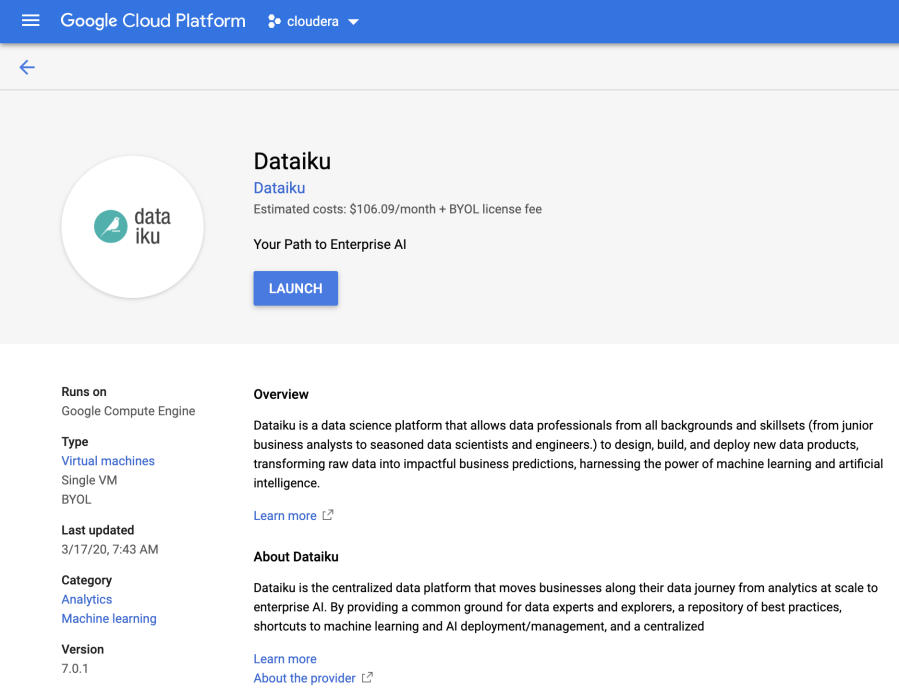 Google Cloud Platform
cloudera
data
iku
Dataiku
Dataiku
Estimated costs: $106.09/month + BYOL license fee
Your Path to Enterprise AI
LAUNCH
Runs on
Google Compute Engine
Type
Virtual machines
Single VM
BYOL
Last updated
3/17/20, 7:43 AM
Category
Analytics
Machine learning
Version
7.0.1
Overview
Dataiku is a data science platform that allows data professionals from all backgrounds and skillsets (from junior
business analysts to seasoned data scientists and engineers.) to design, build, and deploy new data products,
transforming raw data into impactful business predictions, harnessing the power of machine learning and artificial
intelligence.
Learn more
About Dataiku
Dataiku is the centralized data platform that moves businesses along their data journey from analytics at scale to
enterprise AI. By providing a common ground for data experts and explorers, a repository of best practices,
shortcuts to machine learning and AI deployment/management, and a centralized
Learn more
About the provider